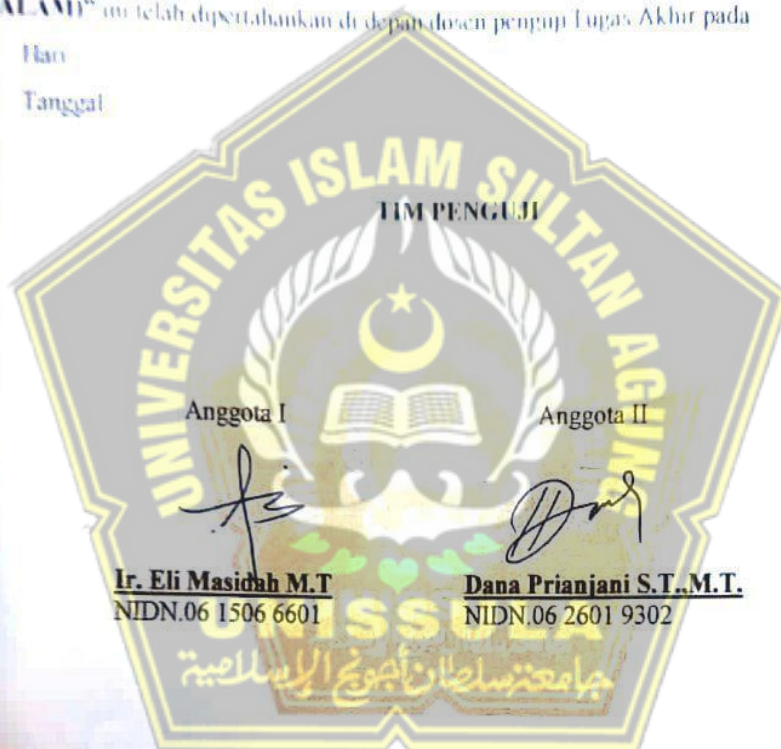 ALAM)" ini telah dipertahankan di depan dosen penguji Tugas Akhir pada
Hari
Tanggal
TIM PENGUJI
UNIVERSITAS ISLAM SULTAN AGUNG
Anggota I Anggota II
Ir. Eli Masidah M.T Dana Prianjani S.T.,M.T.
NIDN.06 1506 6601 NIDN.06 2601 9302
UNISSULA
جامعة سلطان أجونج الإسلامية